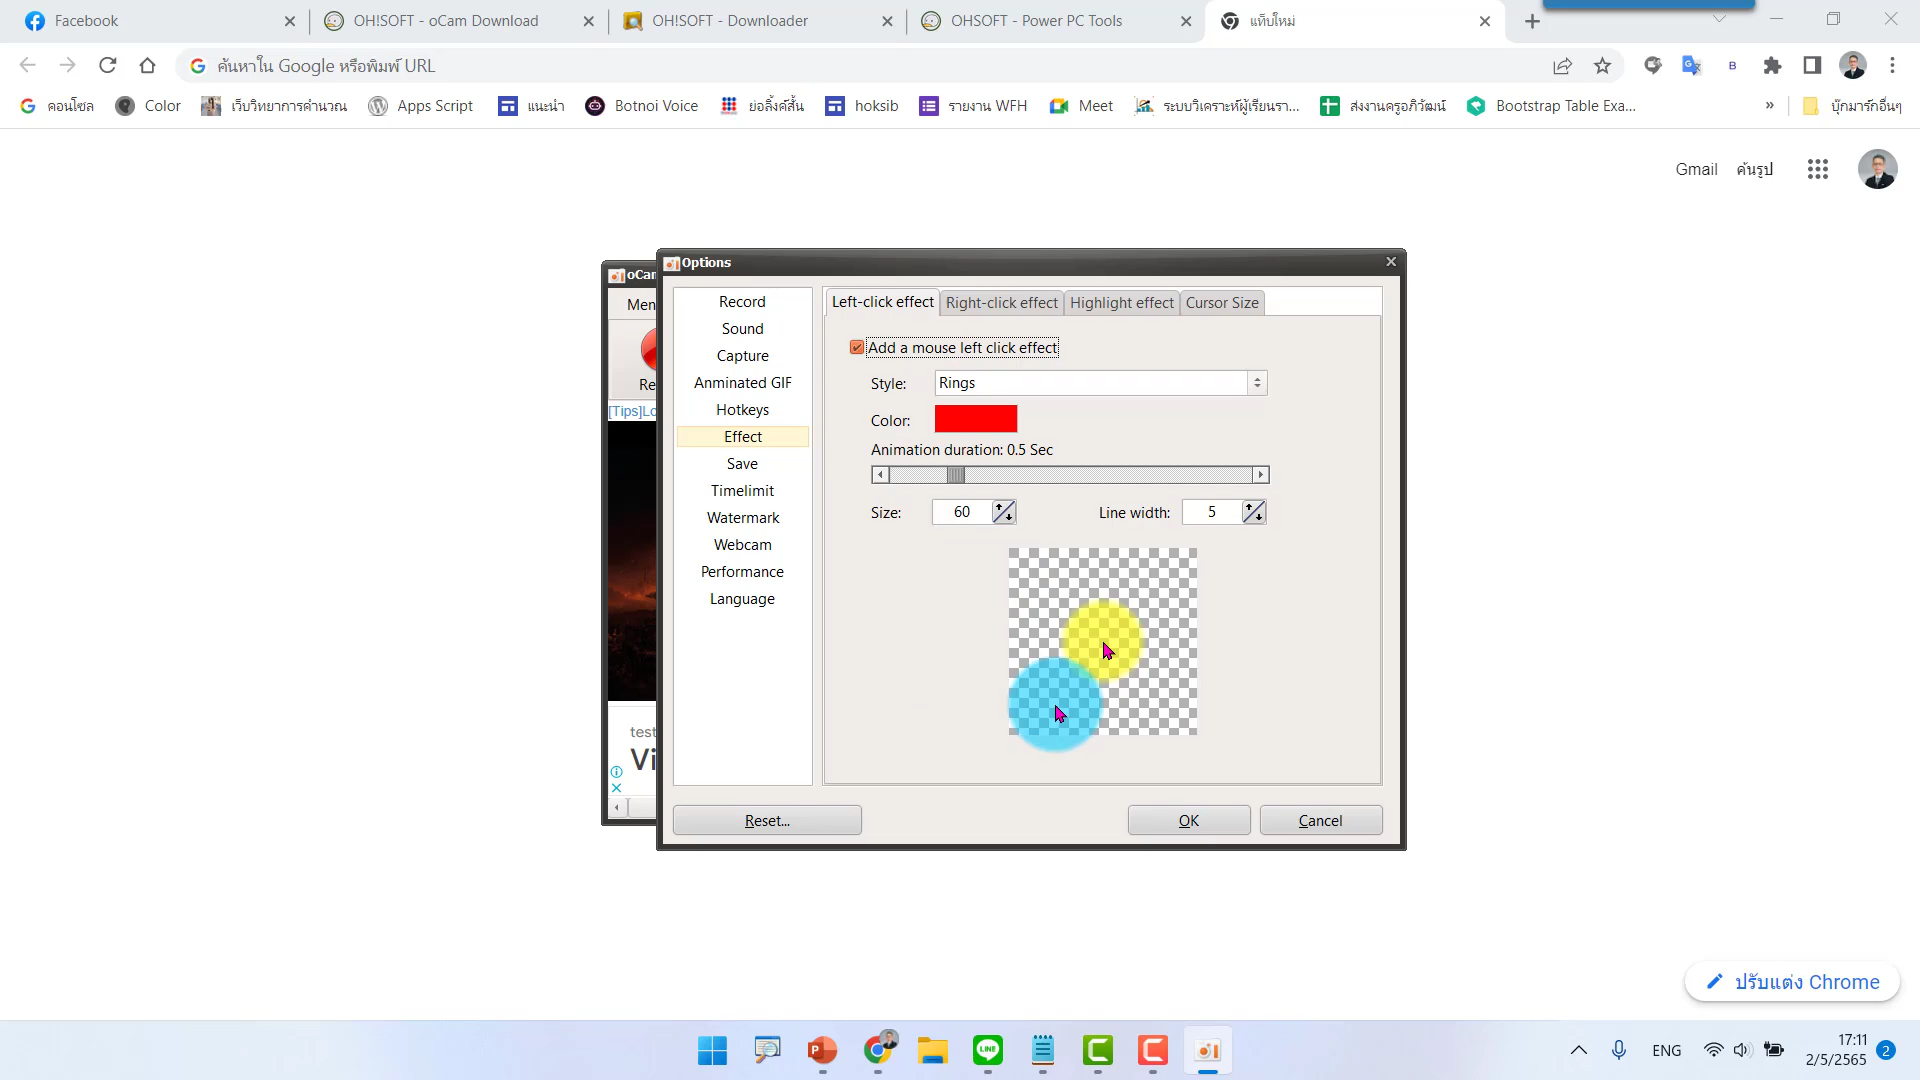 Facebook
OH!SOFT - oCam Download
OH!SOFT - Downloader
OHSOFT - Power PC Tools
แท็บใหม่
ค้นหาใน Google หรือพิมพ์ URL
คอนโซล
Color
เว็บวิทยาการคำนวณ
Apps Script
แนะนำ
Botnoi Voice
ย่อลิ้งค์สั้น
hoksib
รายงาน WFH
Meet
ระบบวิเคราะห์ผู้เรียนรา...
ส่งงานครูอภิวัฒน์
Bootstrap Table Exa...
»
บุ๊กมาร์กอื่นๆ
Gmail
ค้นรูป
oCam
Options
Men
Re
[Tips]Lo
test
Vi
Record
Sound
Capture
Anminated GIF
Hotkeys
Effect
Save
Timelimit
Watermark
Webcam
Performance
Language
Left-click effect
Right-click effect
Highlight effect
Cursor Size
Add a mouse left click effect
Style:
Rings
Color:
Animation duration: 0.5 Sec
Size:
60
Line width:
5
Reset...
OK
Cancel
ปรับแต่ง Chrome
ENG
17:11
2/5/2565
2